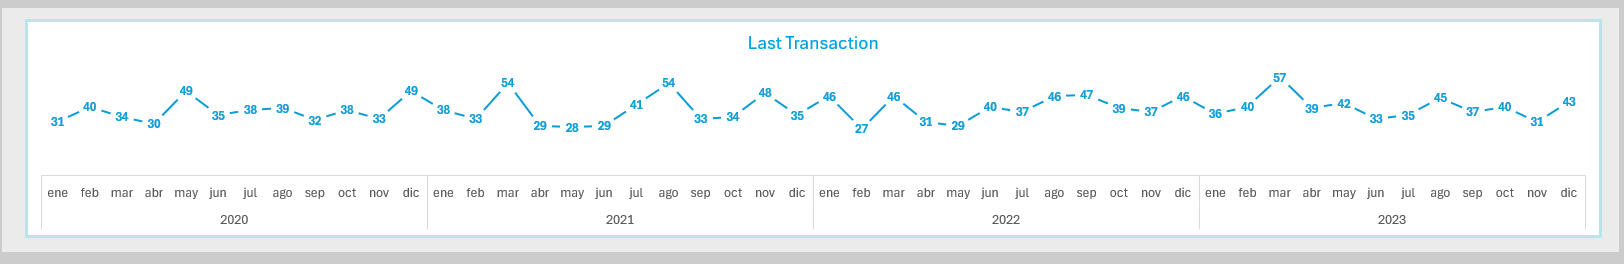 Last Transaction
31 40 34 30 49 35 38 39 32 38 33 49 38 33 54 29 28 29 41 54 33 34 48 35 46 27 46 31 29 40 37 46 47 39 37 46 36 40 57 39 42 33 35 45 37 40 31 43
ene feb mar abr may jun jul ago sep oct nov dic ene feb mar abr may jun jul ago sep oct nov dic ene feb mar abr may jun jul ago sep oct nov dic ene feb mar abr may jun jul ago sep oct nov dic
2020 2021 2022 2023